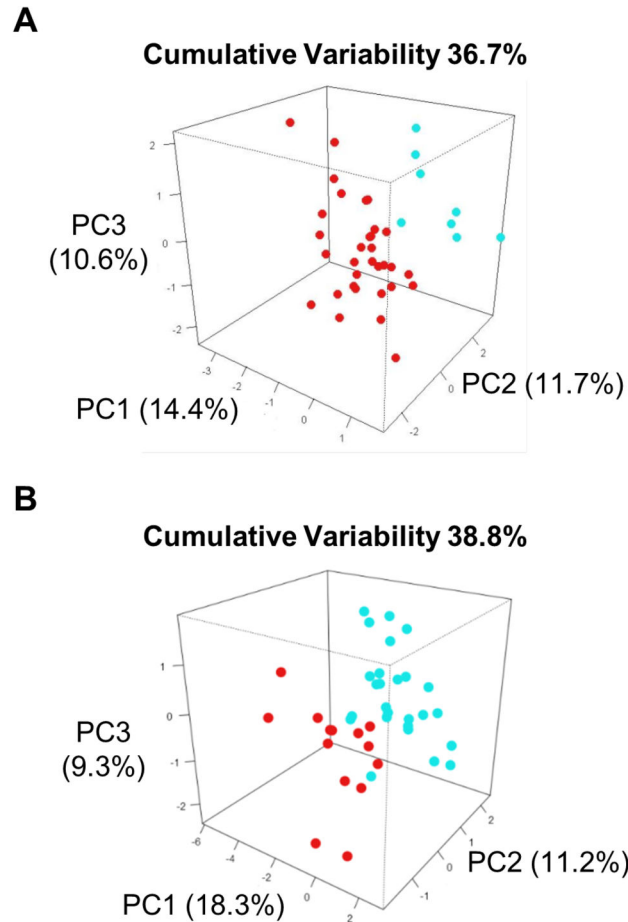 A
Cumulative Variability 36.7%
2
1
0
-1
-2
PC3
(10.6%)
-3
-2
-1
0
1
PC1 (14.4%)
-2
0
2
PC2 (11.7%)
B
Cumulative Variability 38.8%
1
0
-1
-2
PC3
(9.3%)
-6
-4
-2
0
2
PC1 (18.3%)
-1
0
1
2
PC2 (11.2%)